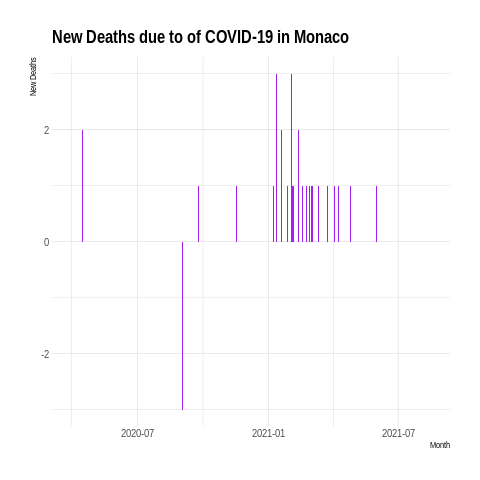 New Deaths due to of COVID-19 in Monaco
New Deaths
2
0
-2
2020-07
2021-01
2021-07
Month